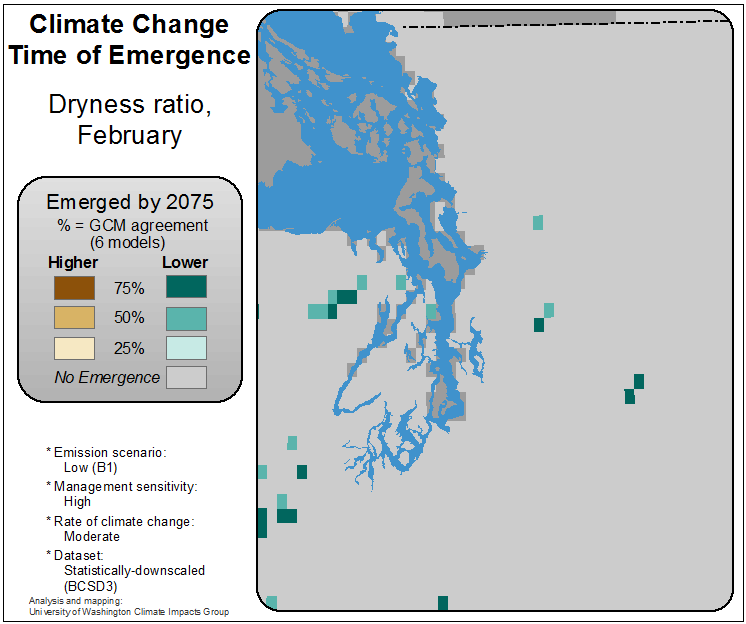 Climate Change
Time of Emergence
Dryness ratio,
February
Emerged by 2075
% = GCM agreement
(6 models)
Higher Lower
75%
50%
25%
No Emergence
* Emission scenario:
Low (B1)
* Management sensitivity:
High
* Rate of climate change:
Moderate
* Dataset:
Statistically-downscaled
(BCSD3)
Analysis and mapping:
University of Washington Climate Impacts Group